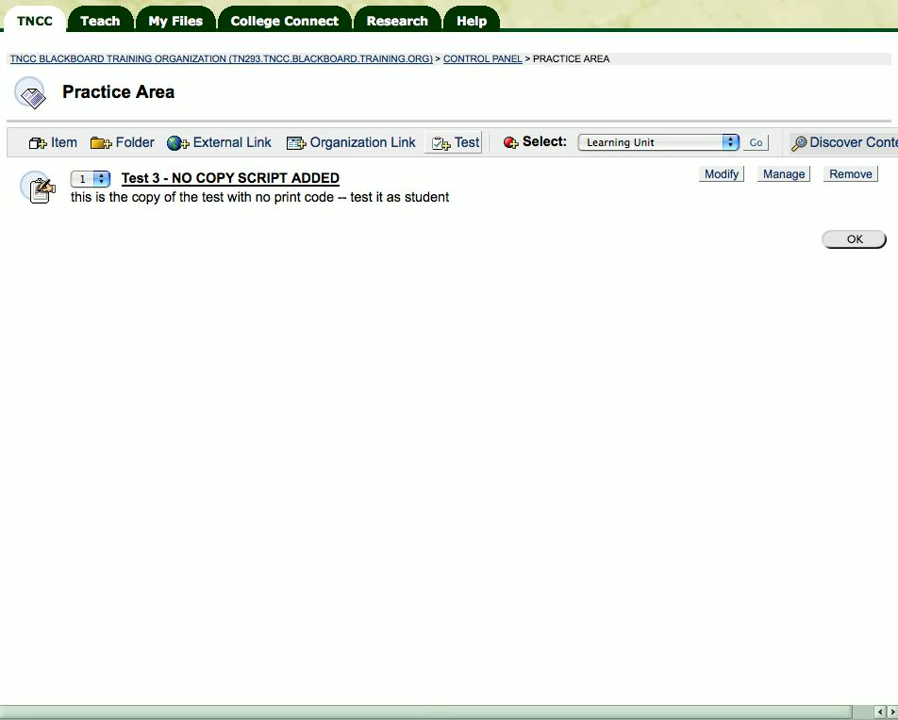 TNCC Teach My Files College Connect Research Help
TNCC BLACKBOARD TRAINING ORGANIZATION (TN293.TNCC.BLACKBOARD.TRAINING.ORG) > CONTROL PANEL > PRACTICE AREA
Practice Area
Item Folder External Link Organization Link Test Select: Learning Unit Go Discover Conte
1 Test 3 - NO COPY SCRIPT ADDED Modify Manage Remove
this is the copy of the test with no print code -- test it as student
OK